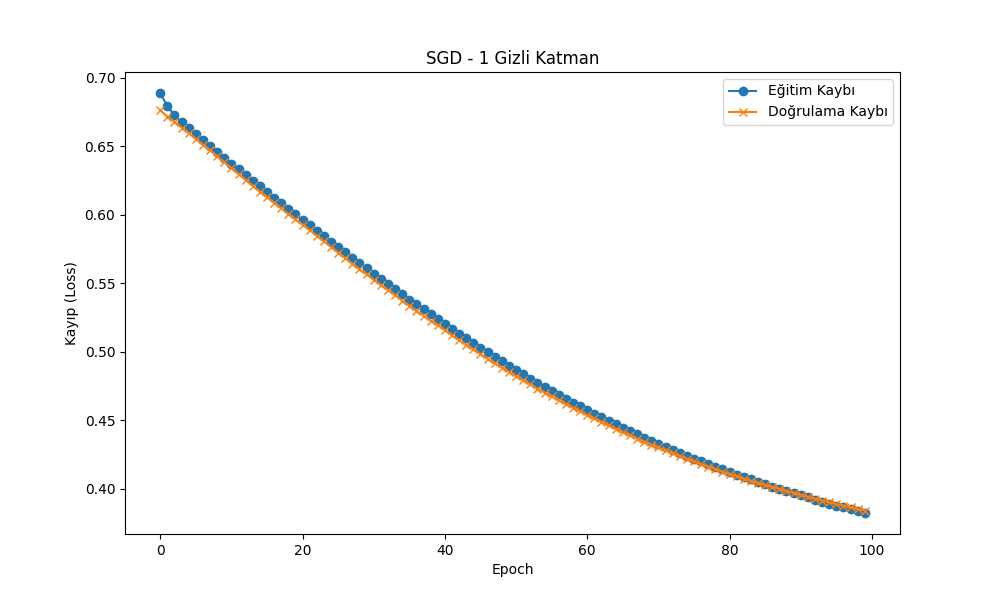 SGD - 1 Gizli Katman
Eğitim Kaybı
Doğrulama Kaybı
Kayıp (Loss)
0.70
0.65
0.60
0.55
0.50
0.45
0.40
0 20 40 60 80 100
Epoch